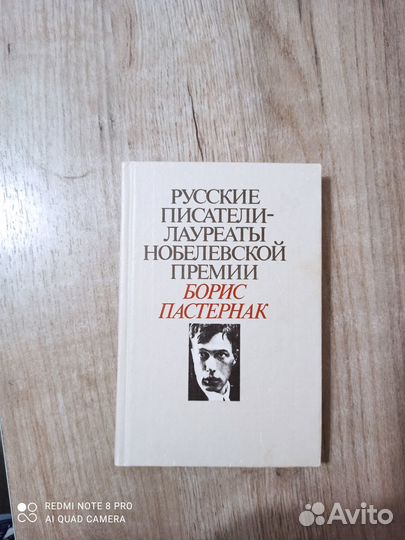 РУССКИЕ
ПИСАТЕЛИ-
ЛАУРЕАТЫ
НОБЕЛЕВСКОЙ
ПРЕМИИ
БОРИС
ПАСТЕРНАК
REDMI NOTE 8 PRO
AI QUAD CAMERA
Avito